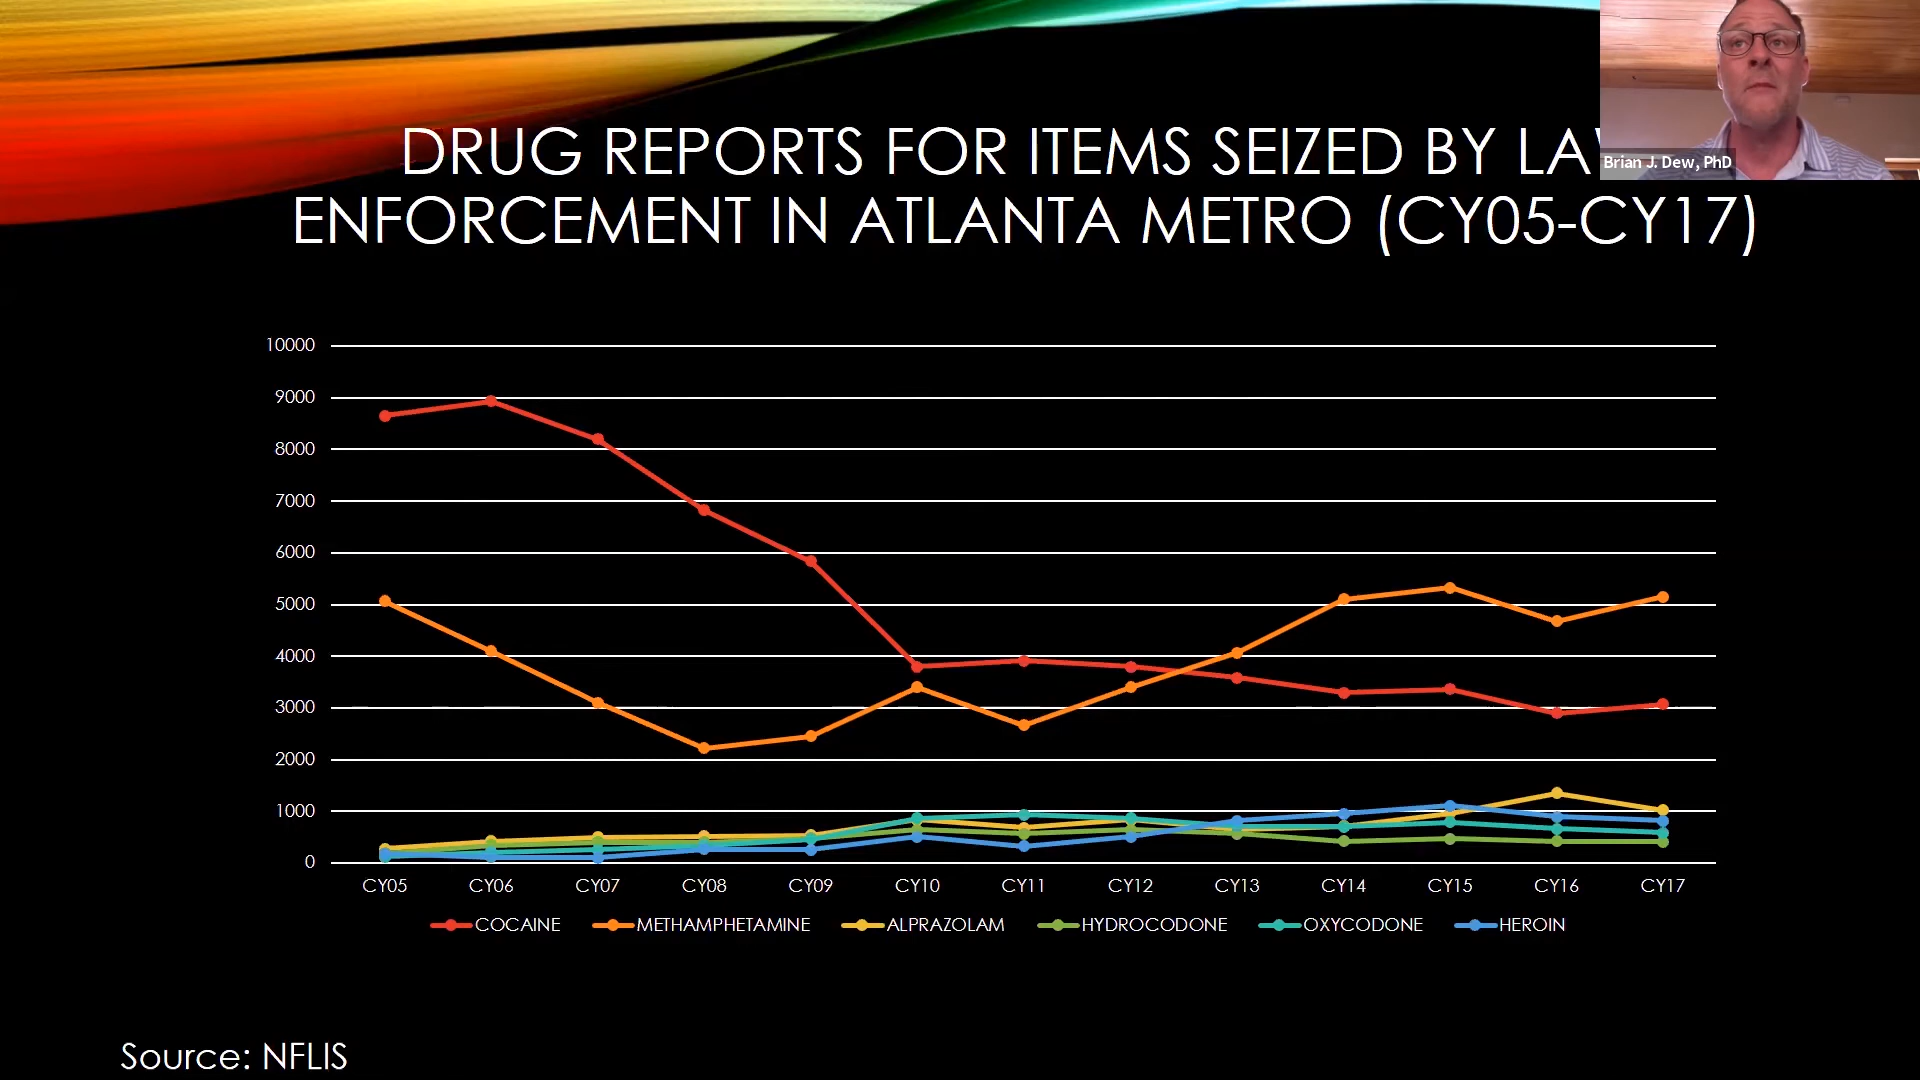 DRUG REPORTS FOR ITEMS SEIZED BY LA
Brian J. Dew, PhD
ENFORCEMENT IN ATLANTA METRO (CY05-CY17)
10000
9000
8000
7000
6000
5000
4000
3000
2000
1000
0
CY05 CY06 CY07 CY08 CY09 CY10 CY11 CY12 CY13 CY14 CY15 CY16 CY17
COCAINE METHAMPHETAMINE ALPRAZOLAM HYDROCODONE OXYCODONE HEROIN
Source: NFLIS